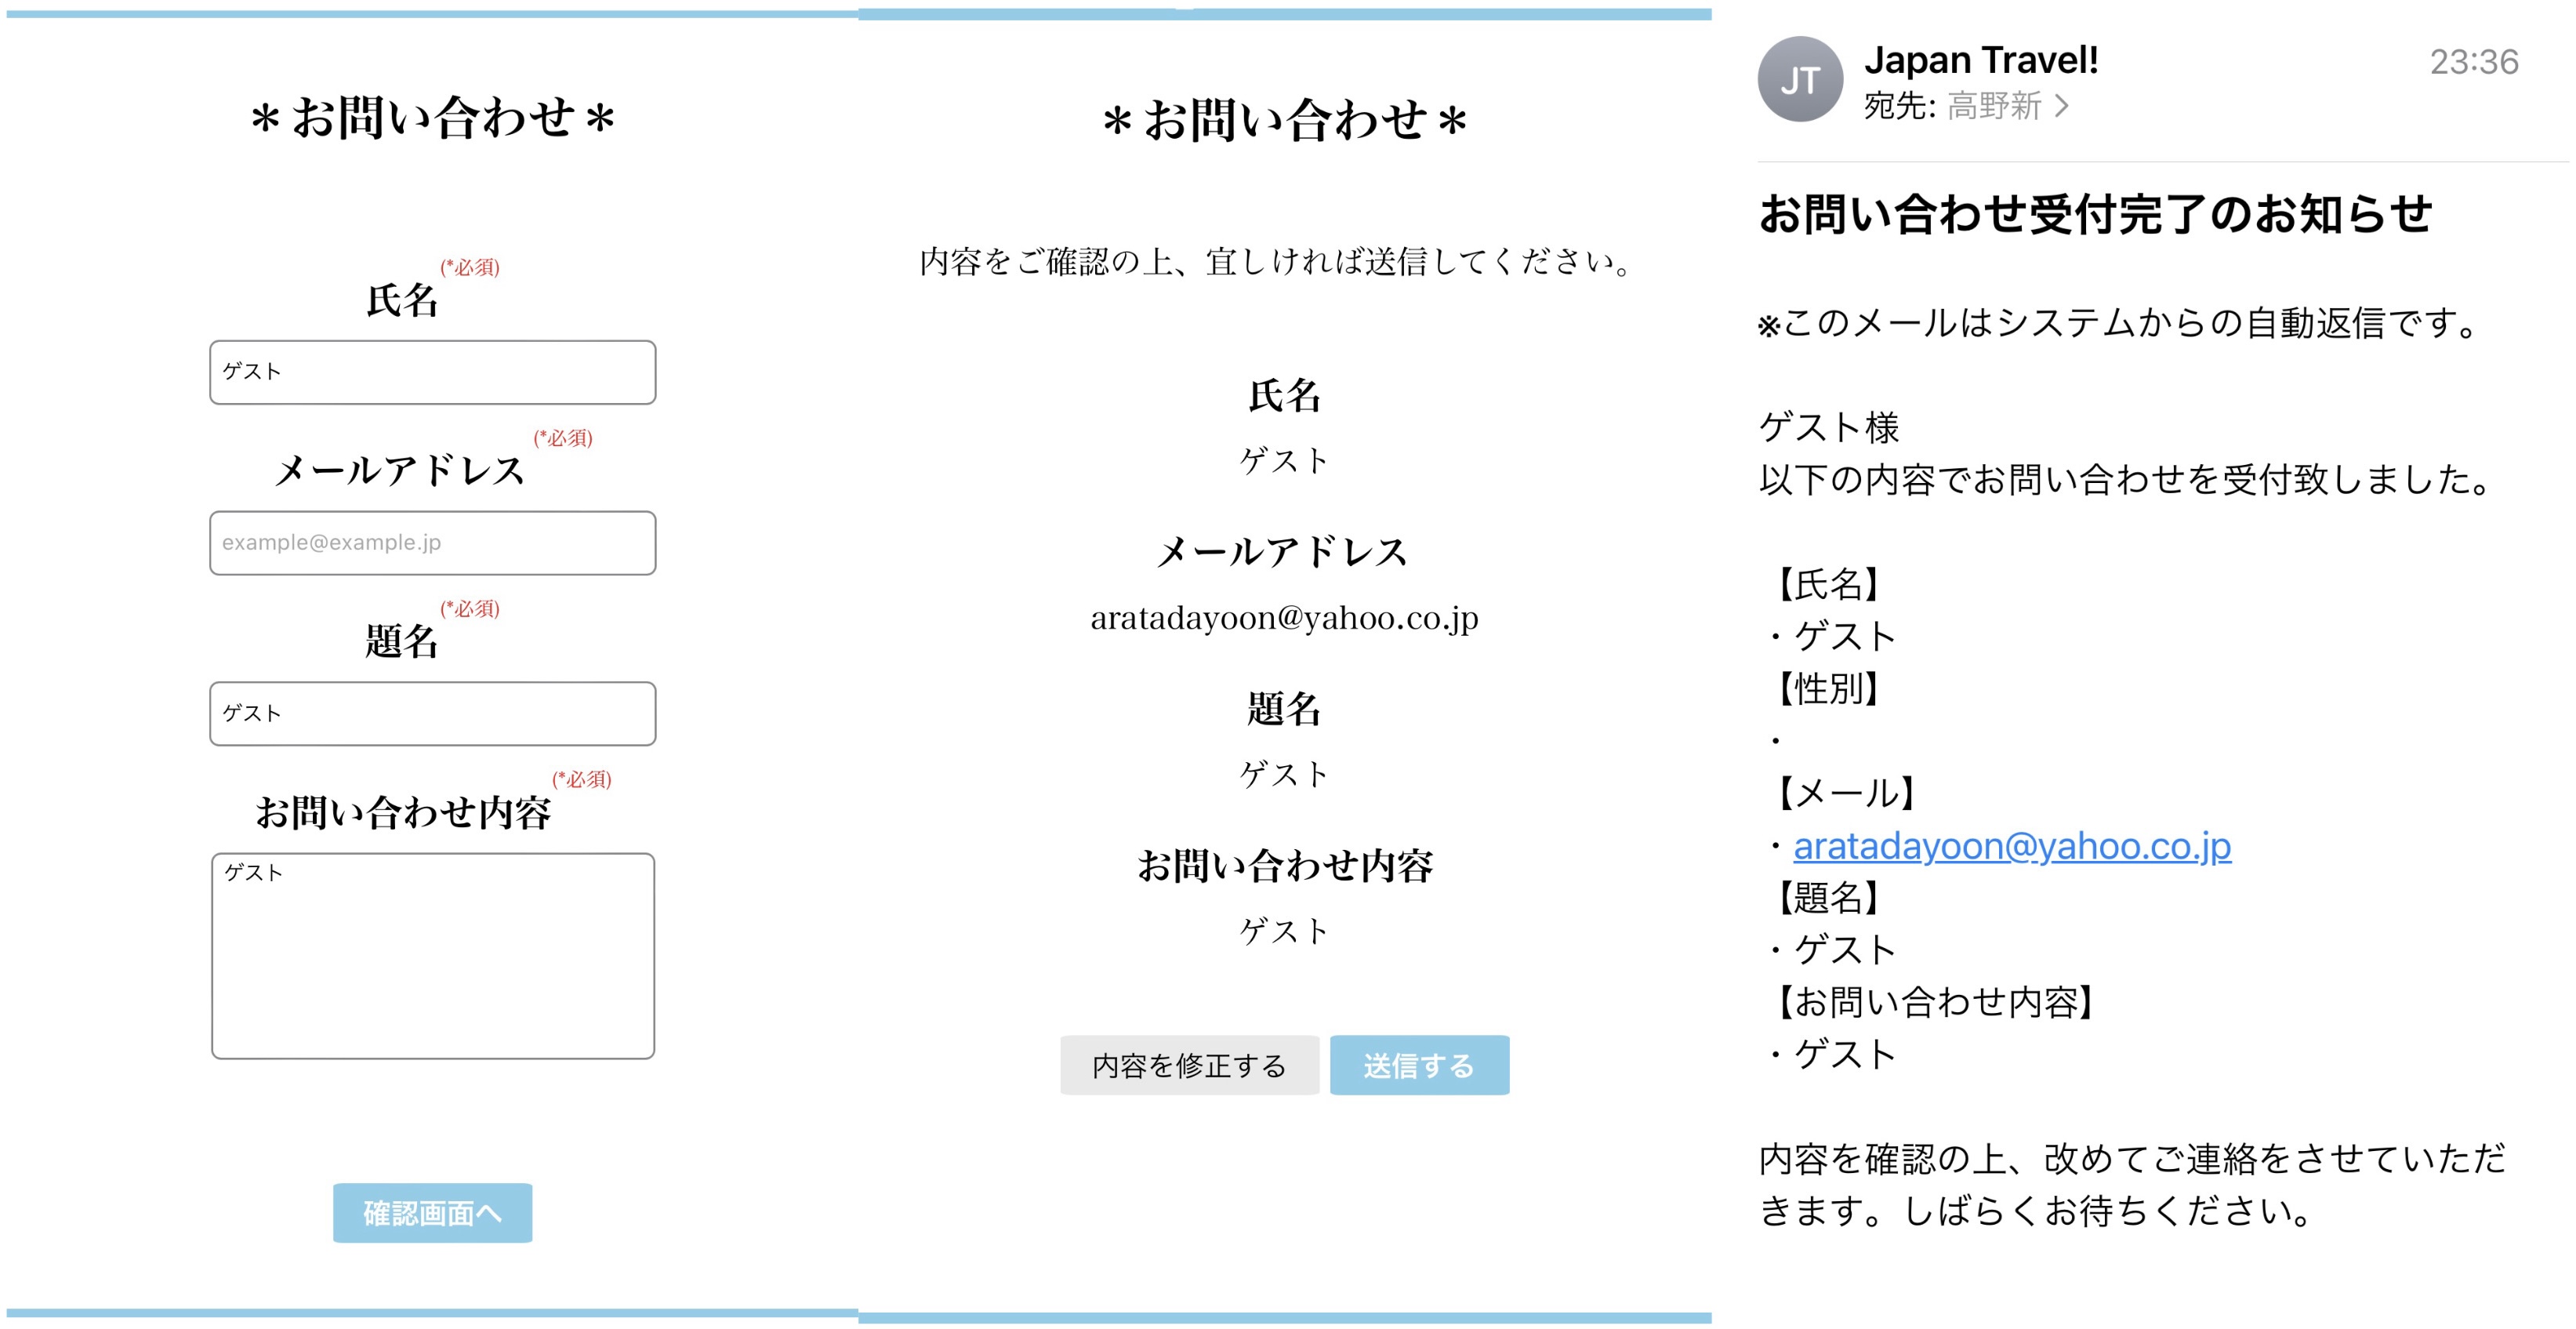 ＊お問い合わせ＊
(*必須)
氏名
ゲスト
(*必須)
メールアドレス
example@example.jp
(*必須)
題名
ゲスト
(*必須)
お問い合わせ内容
ゲスト
確認画面へ
＊お問い合わせ＊
内容をご確認の上、宜しければ送信してください。
氏名
ゲスト
メールアドレス
aratadayoon@yahoo.co.jp
題名
ゲスト
お問い合わせ内容
ゲスト
内容を修正する 送信する
JT
Japan Travel! 23:36
宛先: 高野新 >
お問い合わせ受付完了のお知らせ
※このメールはシステムからの自動返信です。
ゲスト様
以下の内容でお問い合わせを受付致しました。
【氏名】
・ゲスト
【性別】
・
【メール】
・aratadayoon@yahoo.co.jp
【題名】
・ゲスト
【お問い合わせ内容】
・ゲスト
内容を確認の上、改めてご連絡をさせていただ
きます。しばらくお待ちください。